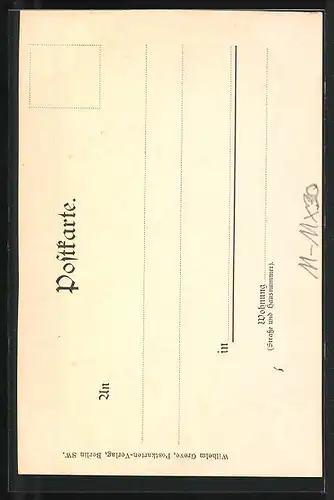 Postkarte.
An
in
Wohnung
(Straße und Hausnummer).
Wilhelm Greve, Postkarten-Verlag, Berlin SW.